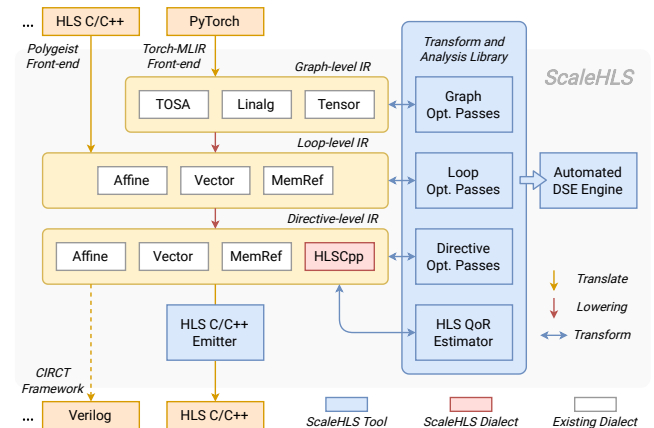 ... HLS C/C++ PyTorch
Polygeist
Front-end
Torch-MLIR
Front-end
Graph-level IR
TOSA Linalg Tensor
Loop-level IR
Affine Vector MemRef
Directive-level IR
Affine Vector MemRef HLSCpp
HLS C/C++
Emitter
CIRCT
Framework
... Verilog HLS C/C++
Transform and
Analysis Library
Graph
Opt. Passes
Loop
Opt. Passes
Directive
Opt. Passes
HLS QoR
Estimator
ScaleHLS
Automated
DSE Engine
Translate
Lowering
Transform
ScaleHLS Tool ScaleHLS Dialect Existing Dialect